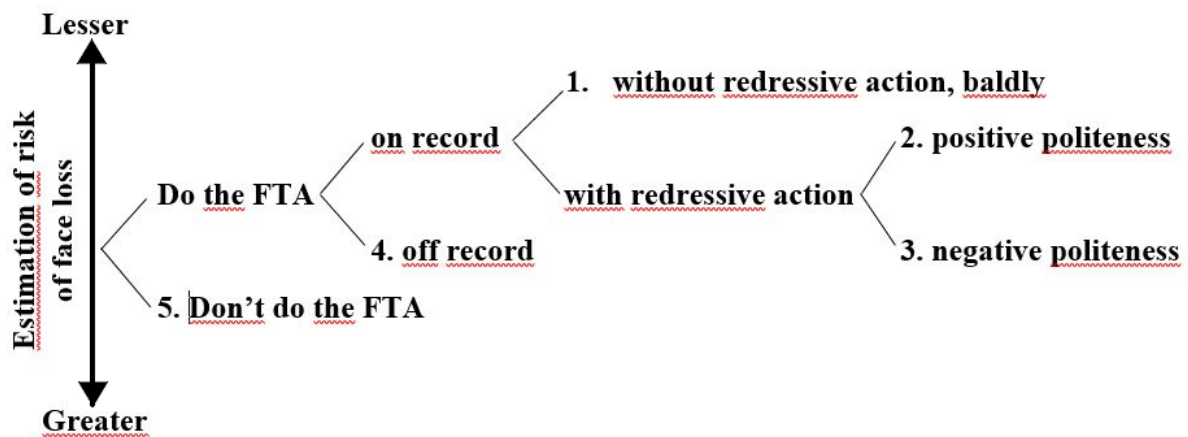 Lesser
Estimation of risk
of face loss
1. without redressive action, baldly
on record
2. positive politeness
Do the FTA
with redressive action
4. off record
3. negative politeness
5. Don't do the FTA
Greater